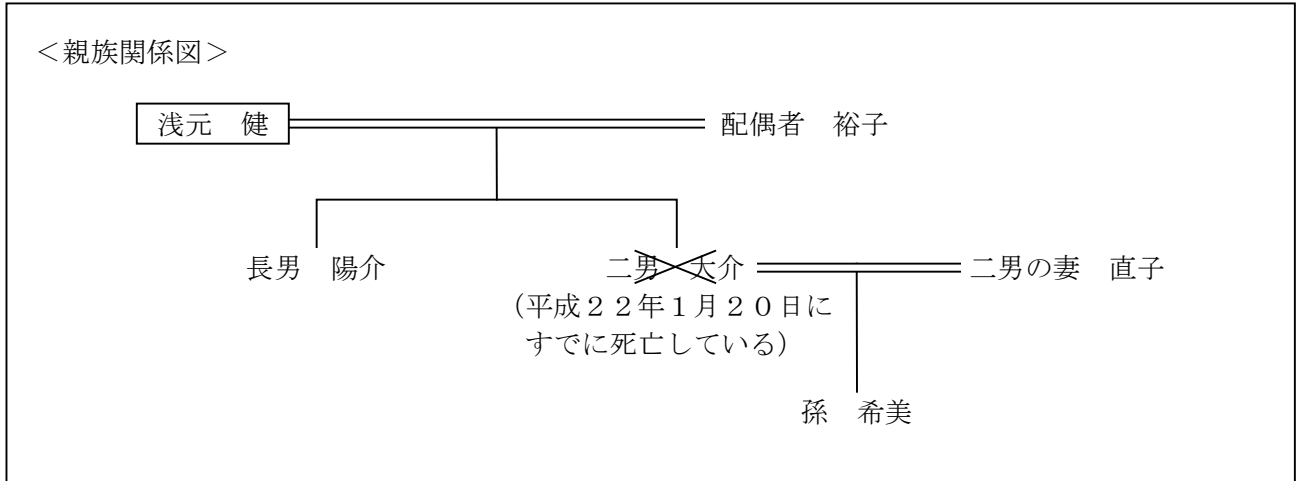 ＜親族関係図＞
浅元　健
配偶者　裕子
長男　陽介
二男　大介
二男の妻　直子
（平成２２年１月２０日に
すでに死亡している）
孫　希美